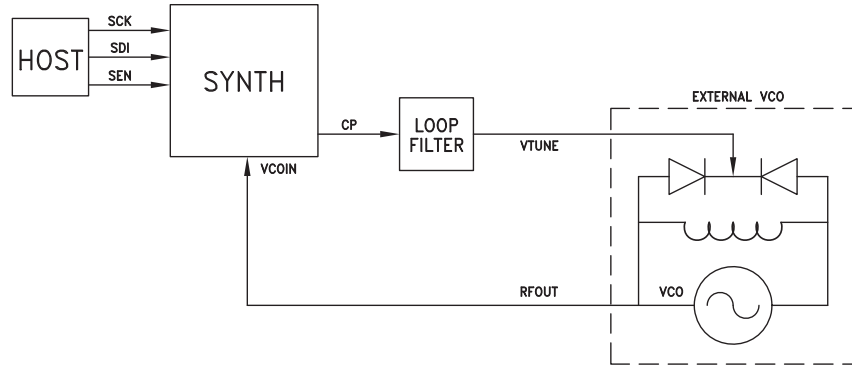 SCK
HOST
SDI
SEN
SYNTH
CP
LOOP
FILTER
EXTERNAL VCO
VTUNE
VCOIN
RFOUT
VCO